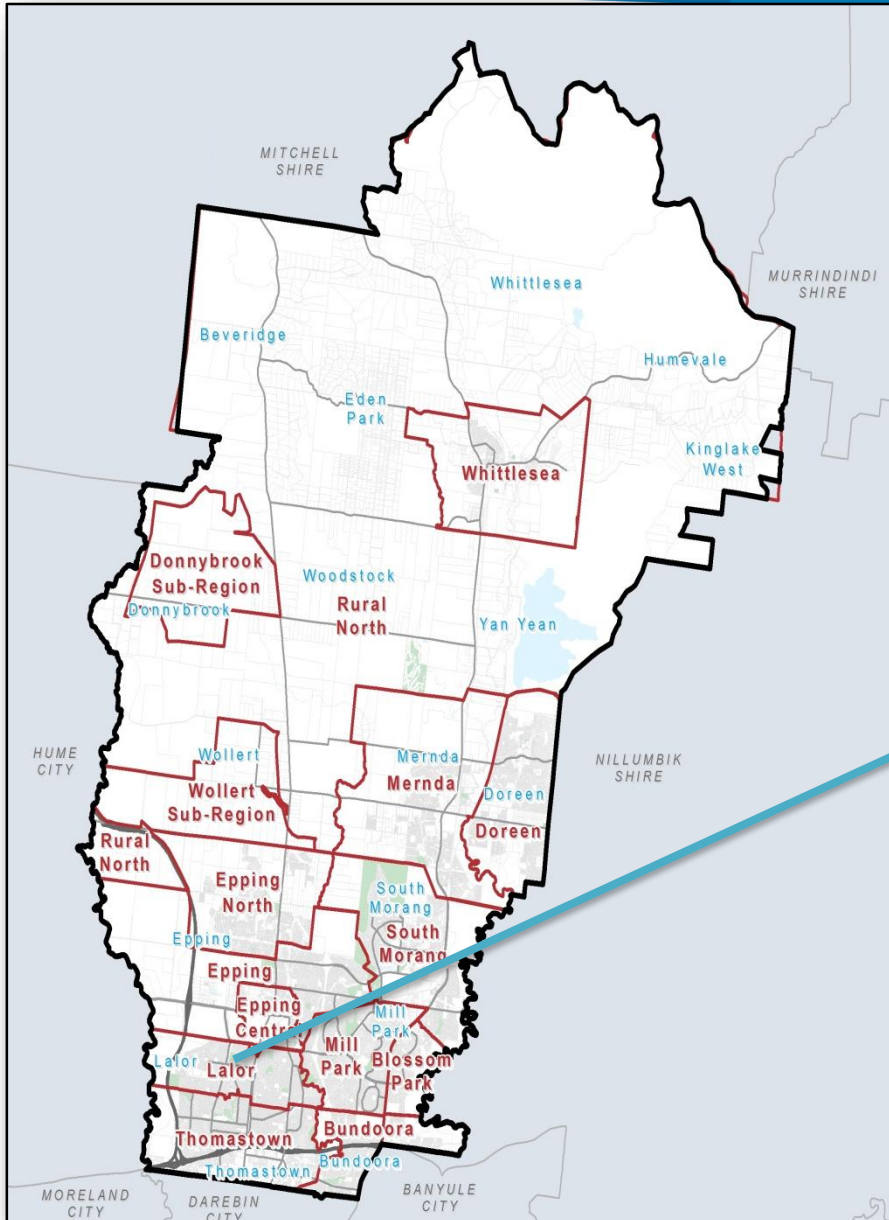 MITCHELL
SHIRE
Whittlesea
MURRINDINDI
SHIRE
Beveridge
Humevale
Eden
Park
Kinglake
West
Whittlesea
Donnybrook
Sub-Region
Woodstock
Donnybrook
Rural
North
Yan Yean
HUME
CITY
Wollert
Mernda
NILLUMBIK
SHIRE
Mernda
Wollert
Sub-Region
Doreen
Doreen
Rural
North
Epping
North
South
Morang
Epping
South
Morang
Epping
Epping
Central
Mill
Park
Mill
Park
Blossom
Park
Lalor
Lalor
Thomastown
Bundoora
Thomastown
Bundoora
MORELAND
CITY
DAREBIN
CITY
BANYULE
CITY